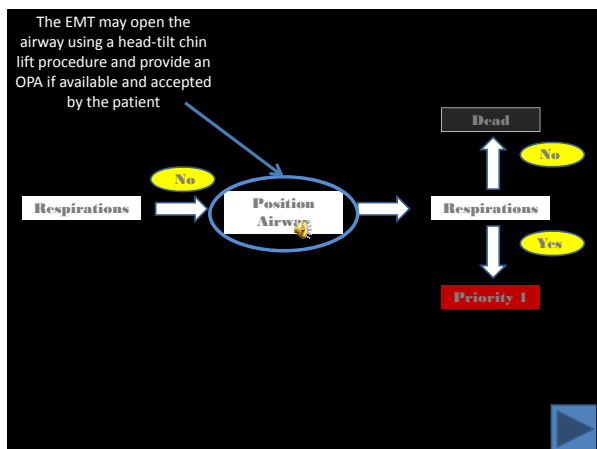 The EMT may open the
airway using a head-tilt chin
lift procedure and provide an
OPA if available and accepted
by the patient
Dead
No
No
Respirations
Position
Airway
Respirations
Yes
Priority 1